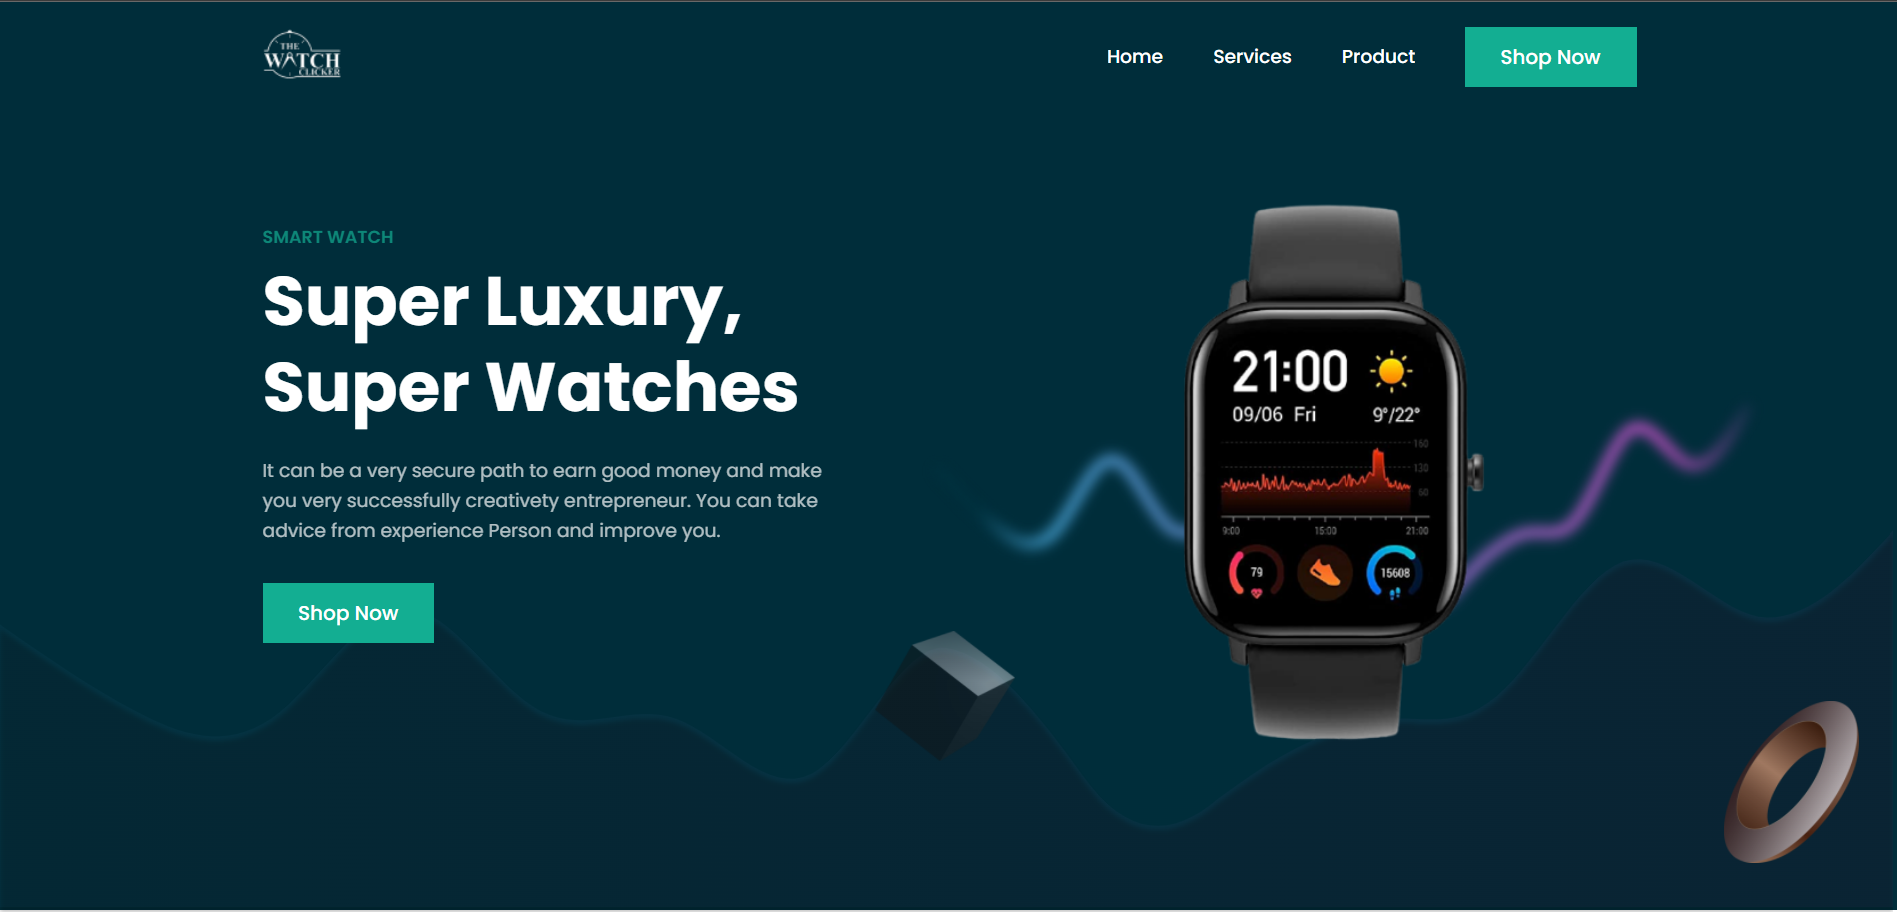 THE
WATCH
CLICKER
Home Services Product Shop Now
SMART WATCH
Super Luxury,
Super Watches
It can be a very secure path to earn good money and make
you very successfully creativety entrepreneur. You can take
advice from experience Person and improve you.
Shop Now
21:00
09/06 Fri 9°/22°
160
130
60
9:00 15:00 21:00
79 15608